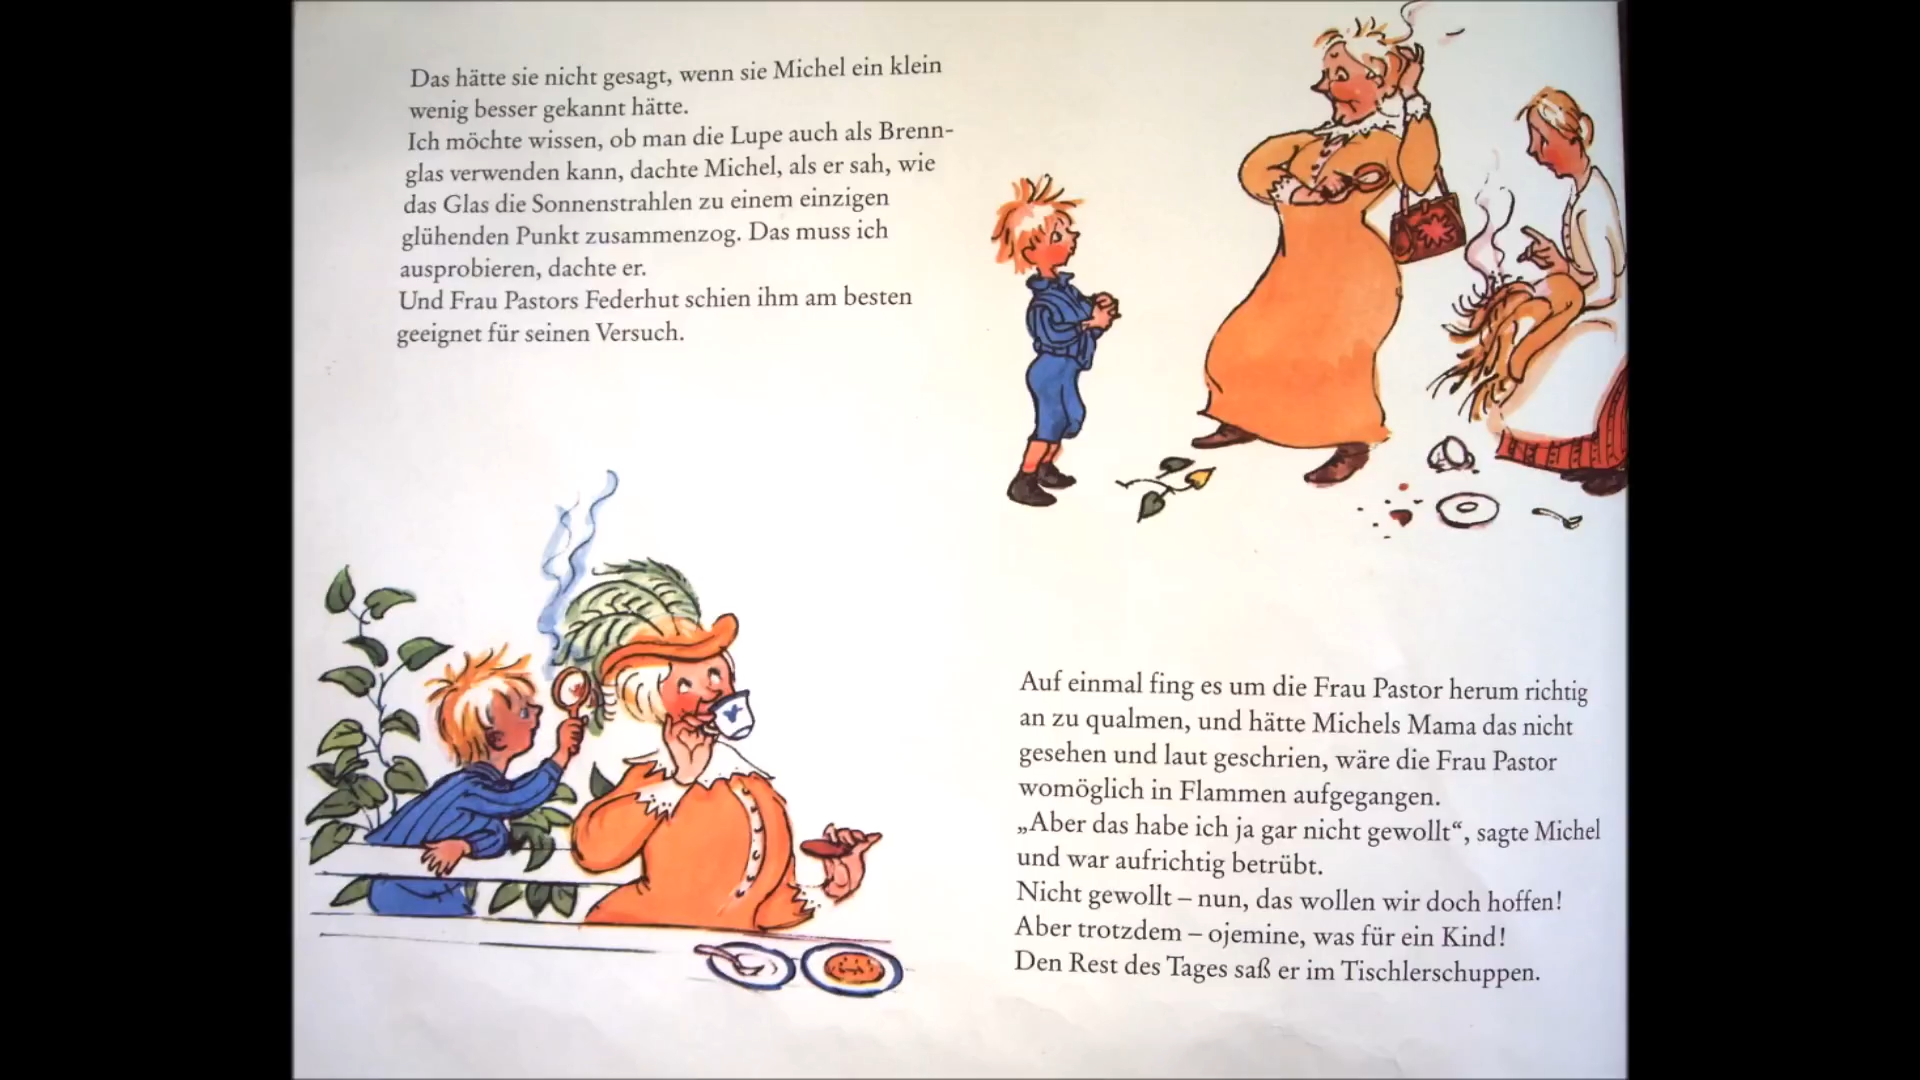 Das hätte sie nicht gesagt, wenn sie Michel ein klein
wenig besser gekannt hätte.
Ich möchte wissen, ob man die Lupe auch als Brenn-
glas verwenden kann, dachte Michel, als er sah, wie
das Glas die Sonnenstrahlen zu einem einzigen
glühenden Punkt zusammenzog. Das muss ich
ausprobieren, dachte er.
Und Frau Pastors Federhut schien ihm am besten
geeignet für seinen Versuch.
Auf einmal fing es um die Frau Pastor herum richtig
an zu qualmen, und hätte Michels Mama das nicht
gesehen und laut geschrien, wäre die Frau Pastor
womöglich in Flammen aufgegangen.
„Aber das habe ich ja gar nicht gewollt“, sagte Michel
und war aufrichtig betrübt.
Nicht gewollt – nun, das wollen wir doch hoffen!
Aber trotzdem – ojemine, was für ein Kind!
Den Rest des Tages saß er im Tischlerschuppen.